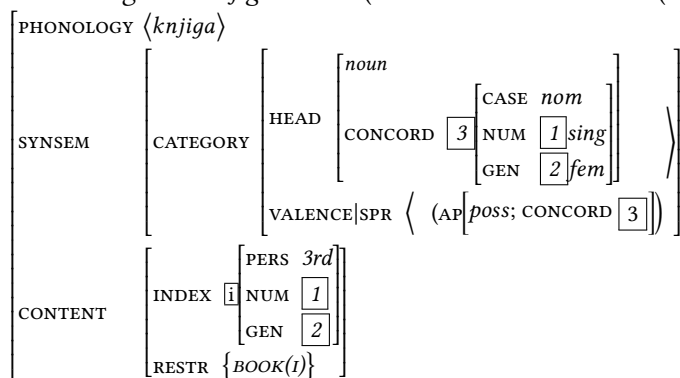 PHONOLOGY ⟨knjiga⟩
noun
CASE nom
HEAD
CONCORD 3 NUM 1 sing
SYNSEM CATEGORY
GEN 2 fem
VALENCE|SPR ⟨ (AP[poss; CONCORD 3]) ⟩
PERS 3rd
INDEX i NUM 1
CONTENT
GEN 2
RESTR {BOOK(I)}